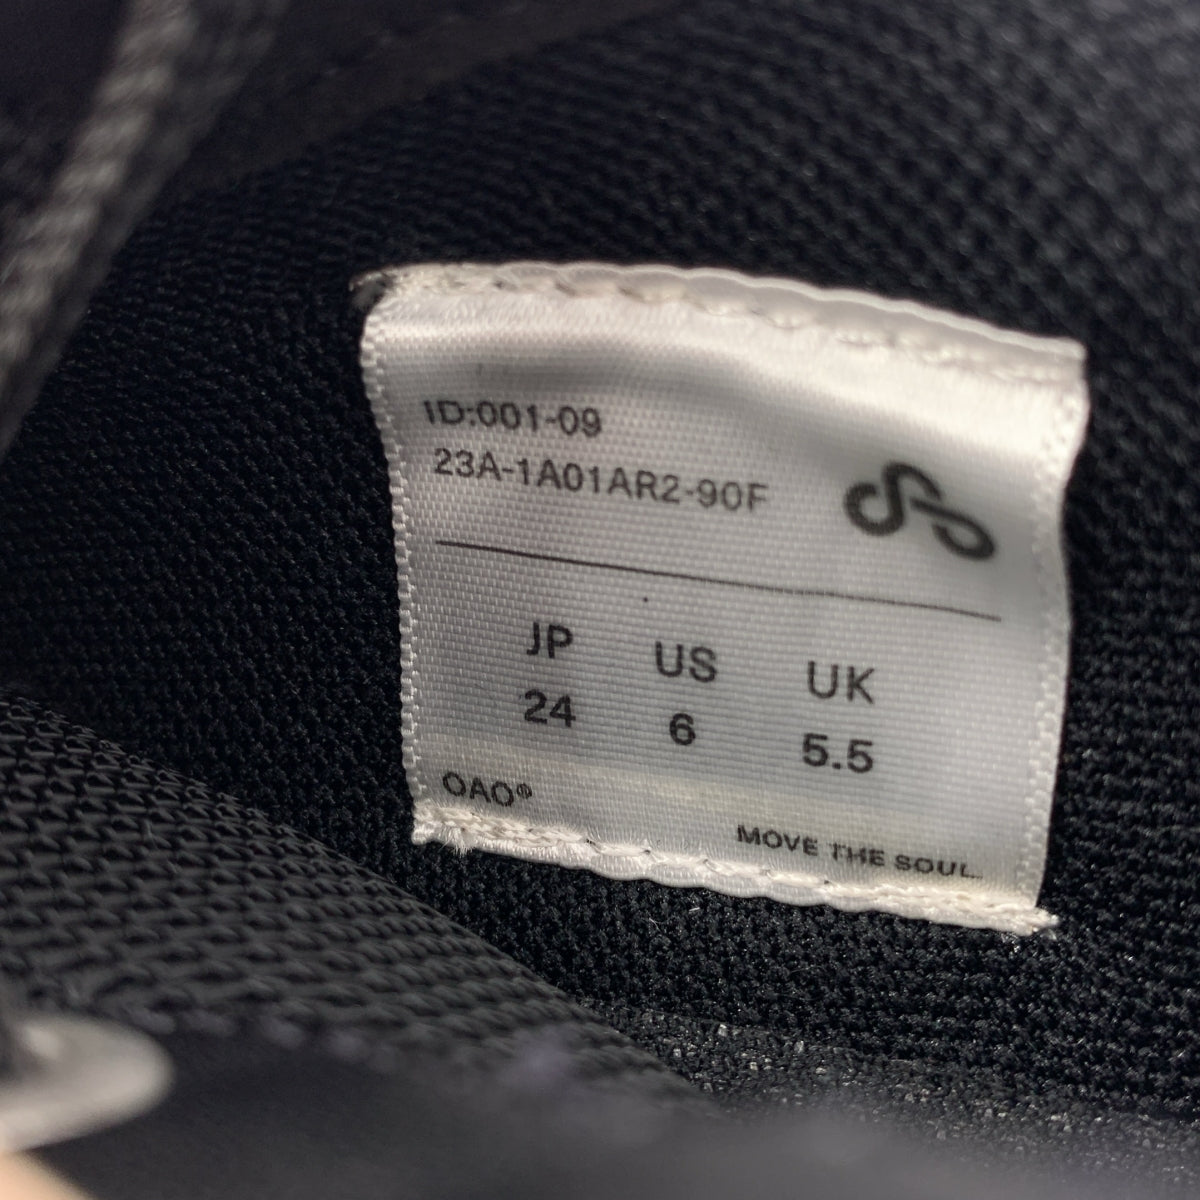 ID:001-09
23A-1A01AR2-90F
JP US UK
24 6 5.5
OAO®
MOVE THE SOUL.